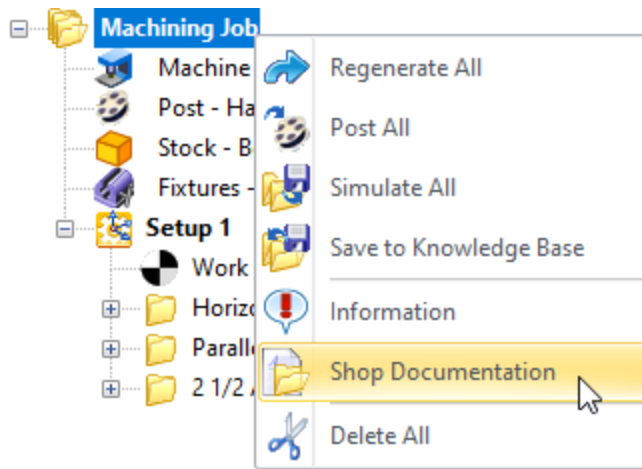 Machining Job
Machine
Post - Ha
Stock - B
Fixtures -
Setup 1
Work
Horizo
Paralle
2 1/2
Regenerate All
Post All
Simulate All
Save to Knowledge Base
Information
Shop Documentation
Delete All